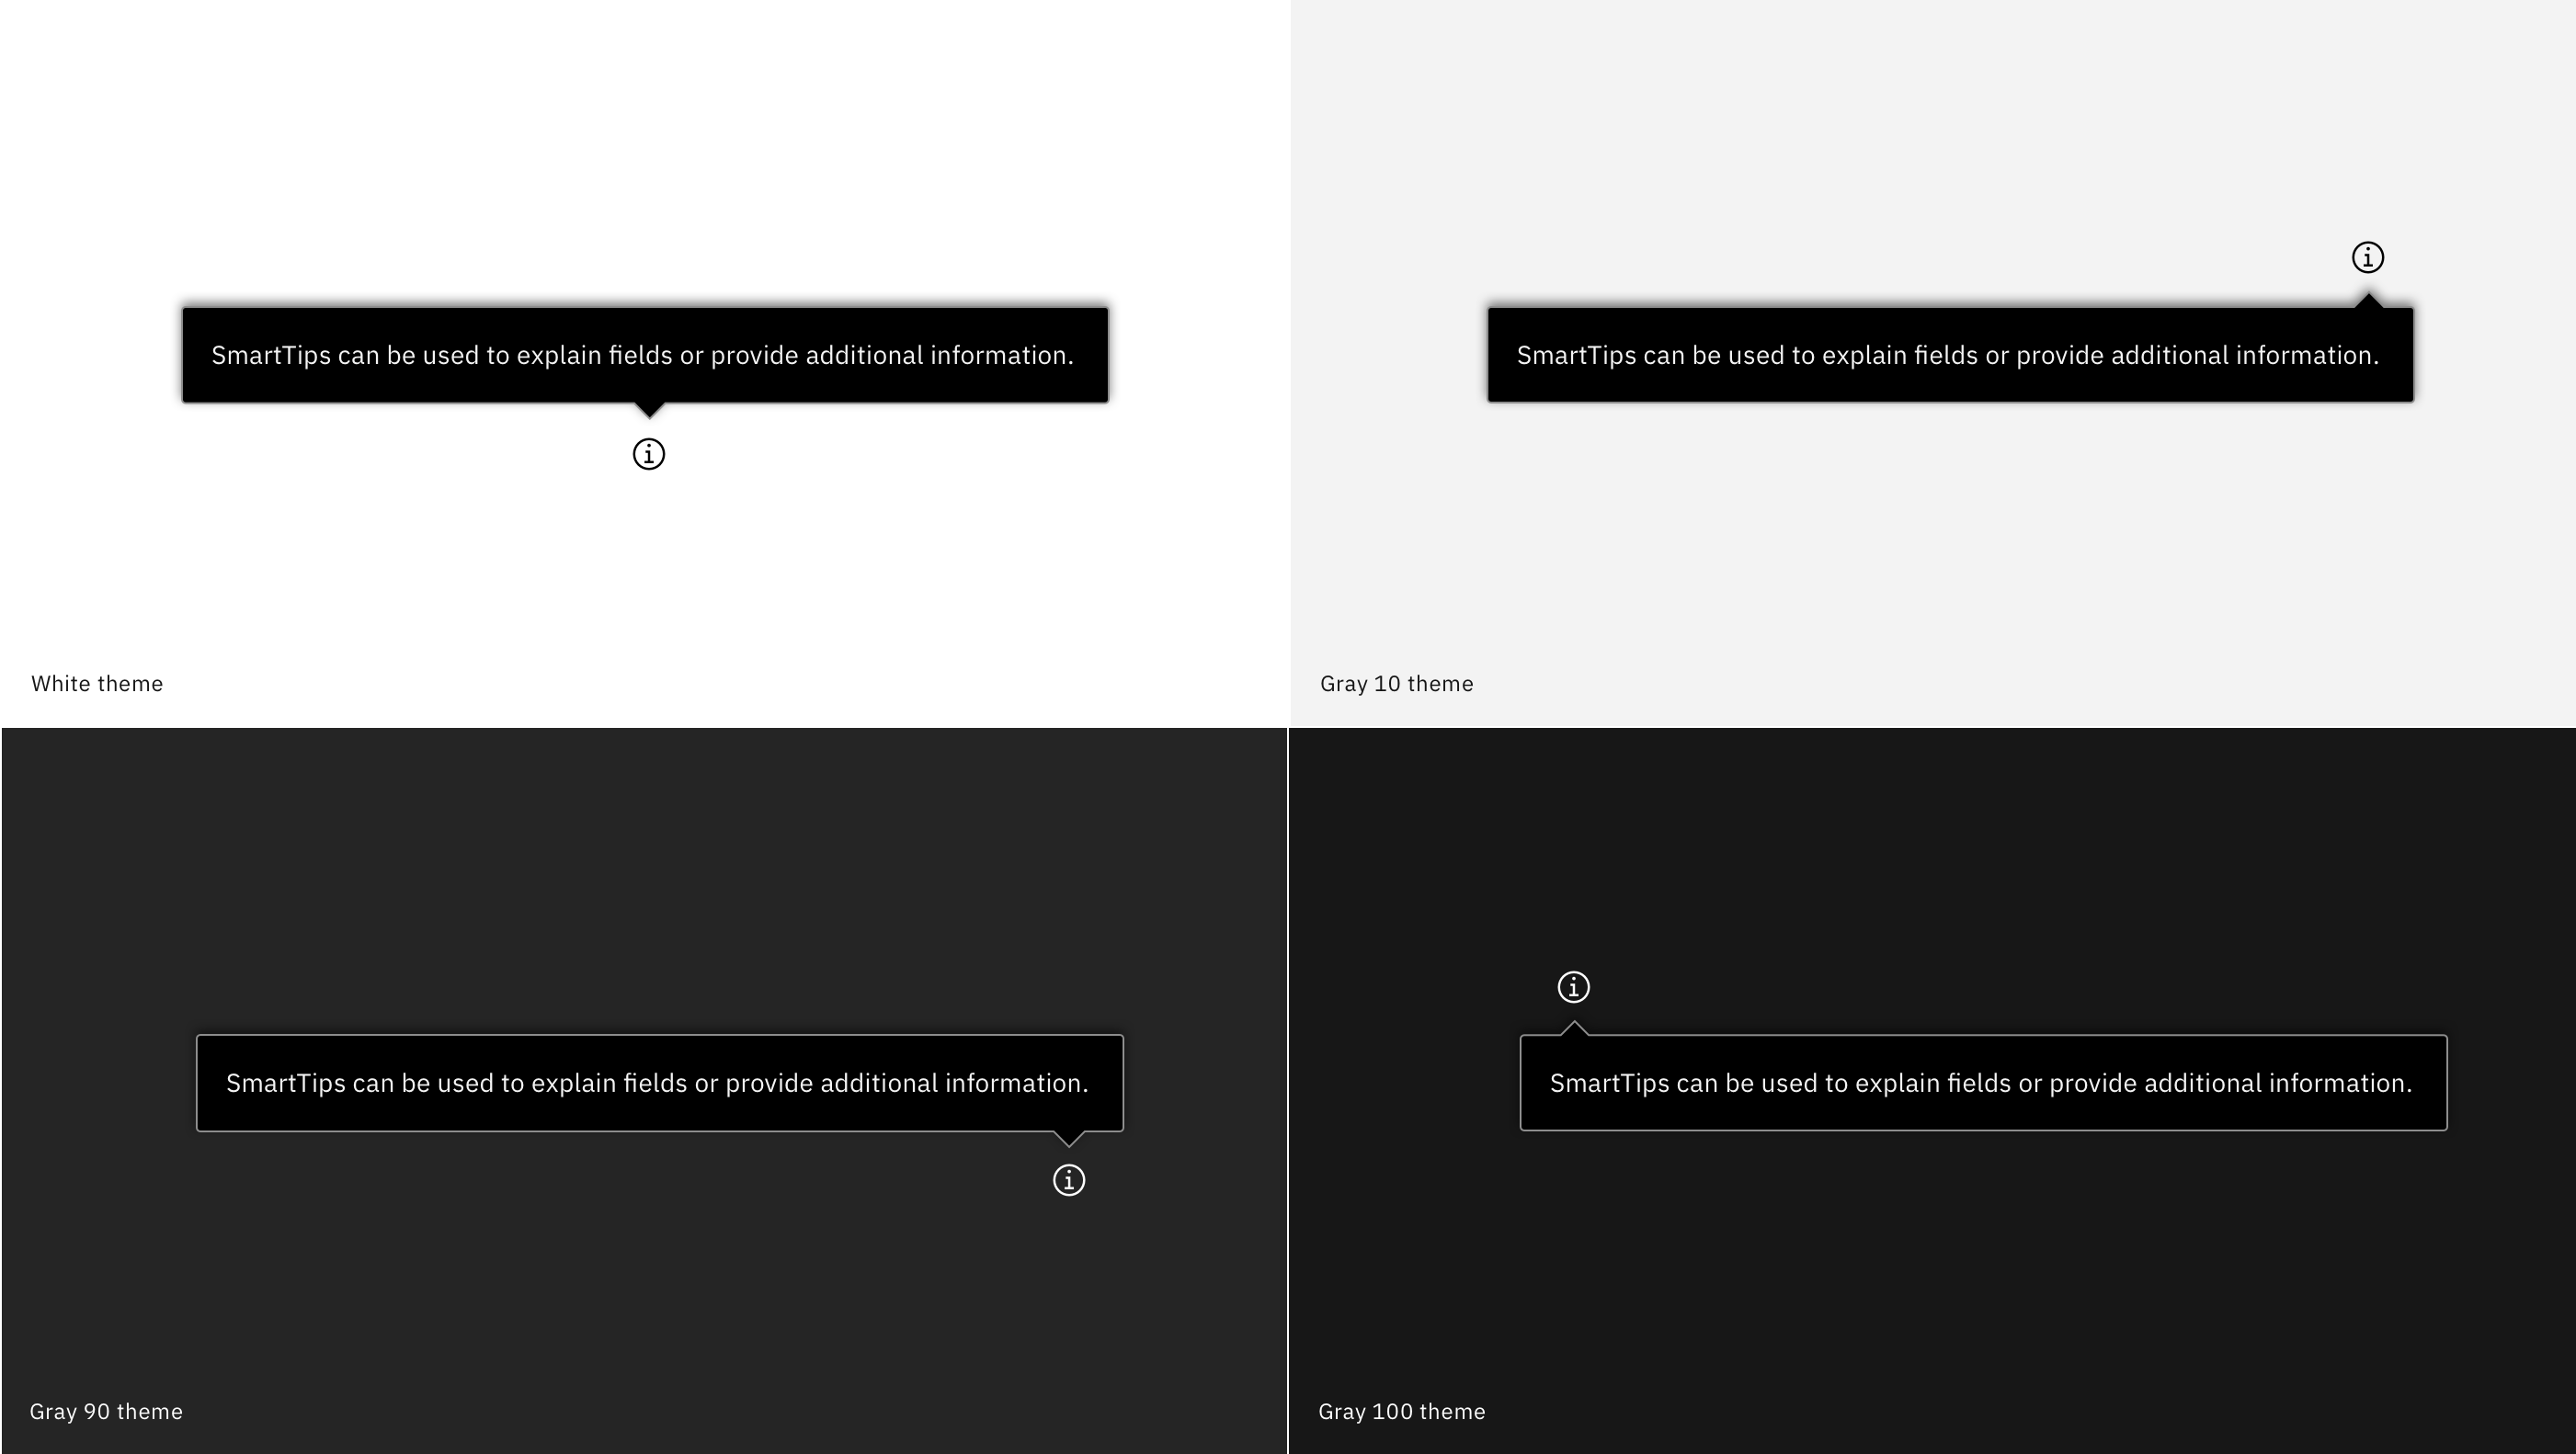 SmartTips can be used to explain fields or provide additional information.
White theme
SmartTips can be used to explain fields or provide additional information.
Gray 10 theme
SmartTips can be used to explain fields or provide additional information.
Gray 90 theme
SmartTips can be used to explain fields or provide additional information.
Gray 100 theme